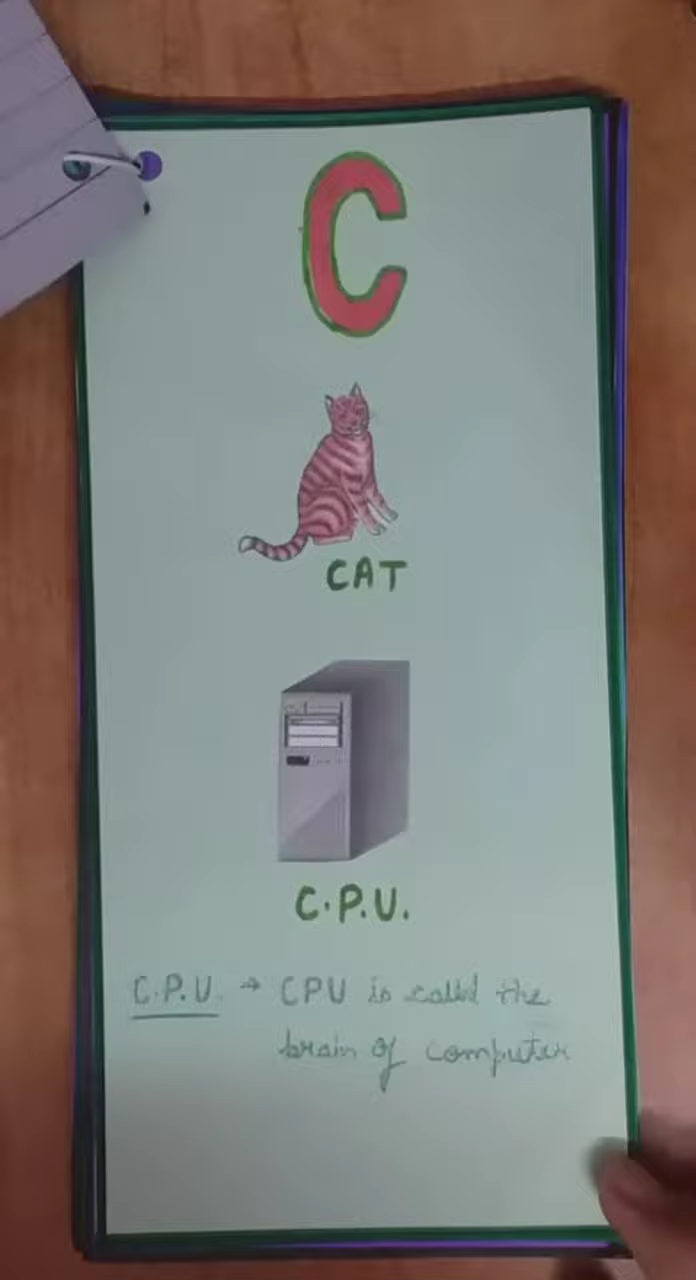 C
CAT
C.P.U.
C.P.U. → CPU is called the
brain of computer